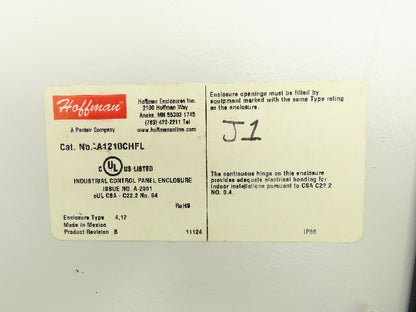 Hoffman
A Pentair Company
Hoffman Enclosures Inc.
2100 Hoffman Way
Anoka, MN 55303-1745
(763) 422-2211 Tel
www.hoffmanonline.com
Cat. No. A1210CHFL
c UL US LISTED
INDUSTRIAL CONTROL PANEL ENCLOSURE
ISSUE NO. A-2901
cUL CSA - C22.2 No. 94
RoHS
Enclosure Type 4,12
Made in Mexico
Product Revision B 11124
Enclosure openings must be filled by
equipment marked with the same Type rating
as the enclosure.
J1
The continuous hinge on this enclosure
provides adequate electrical bonding for
indoor installations pursuant to CSA C22.2
NO. 0.4.
IP66